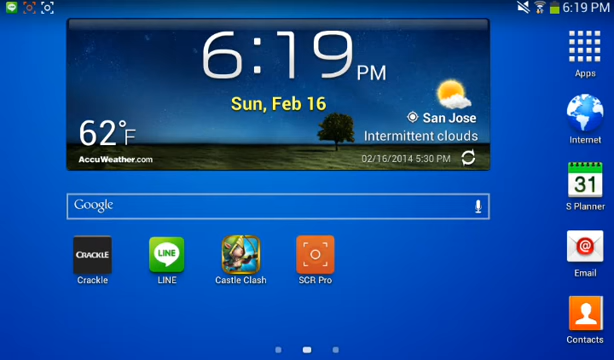 6:19 PM
6:19 PM
Sun, Feb 16
San Jose
62°F
Intermittent clouds
AccuWeather.com
02/16/2014 5:30 PM
Google
Apps
Internet
31
S Planner
@
Email
Contacts
CRACKLE
LINE
Crackle
LINE
Castle Clash
SCR Pro